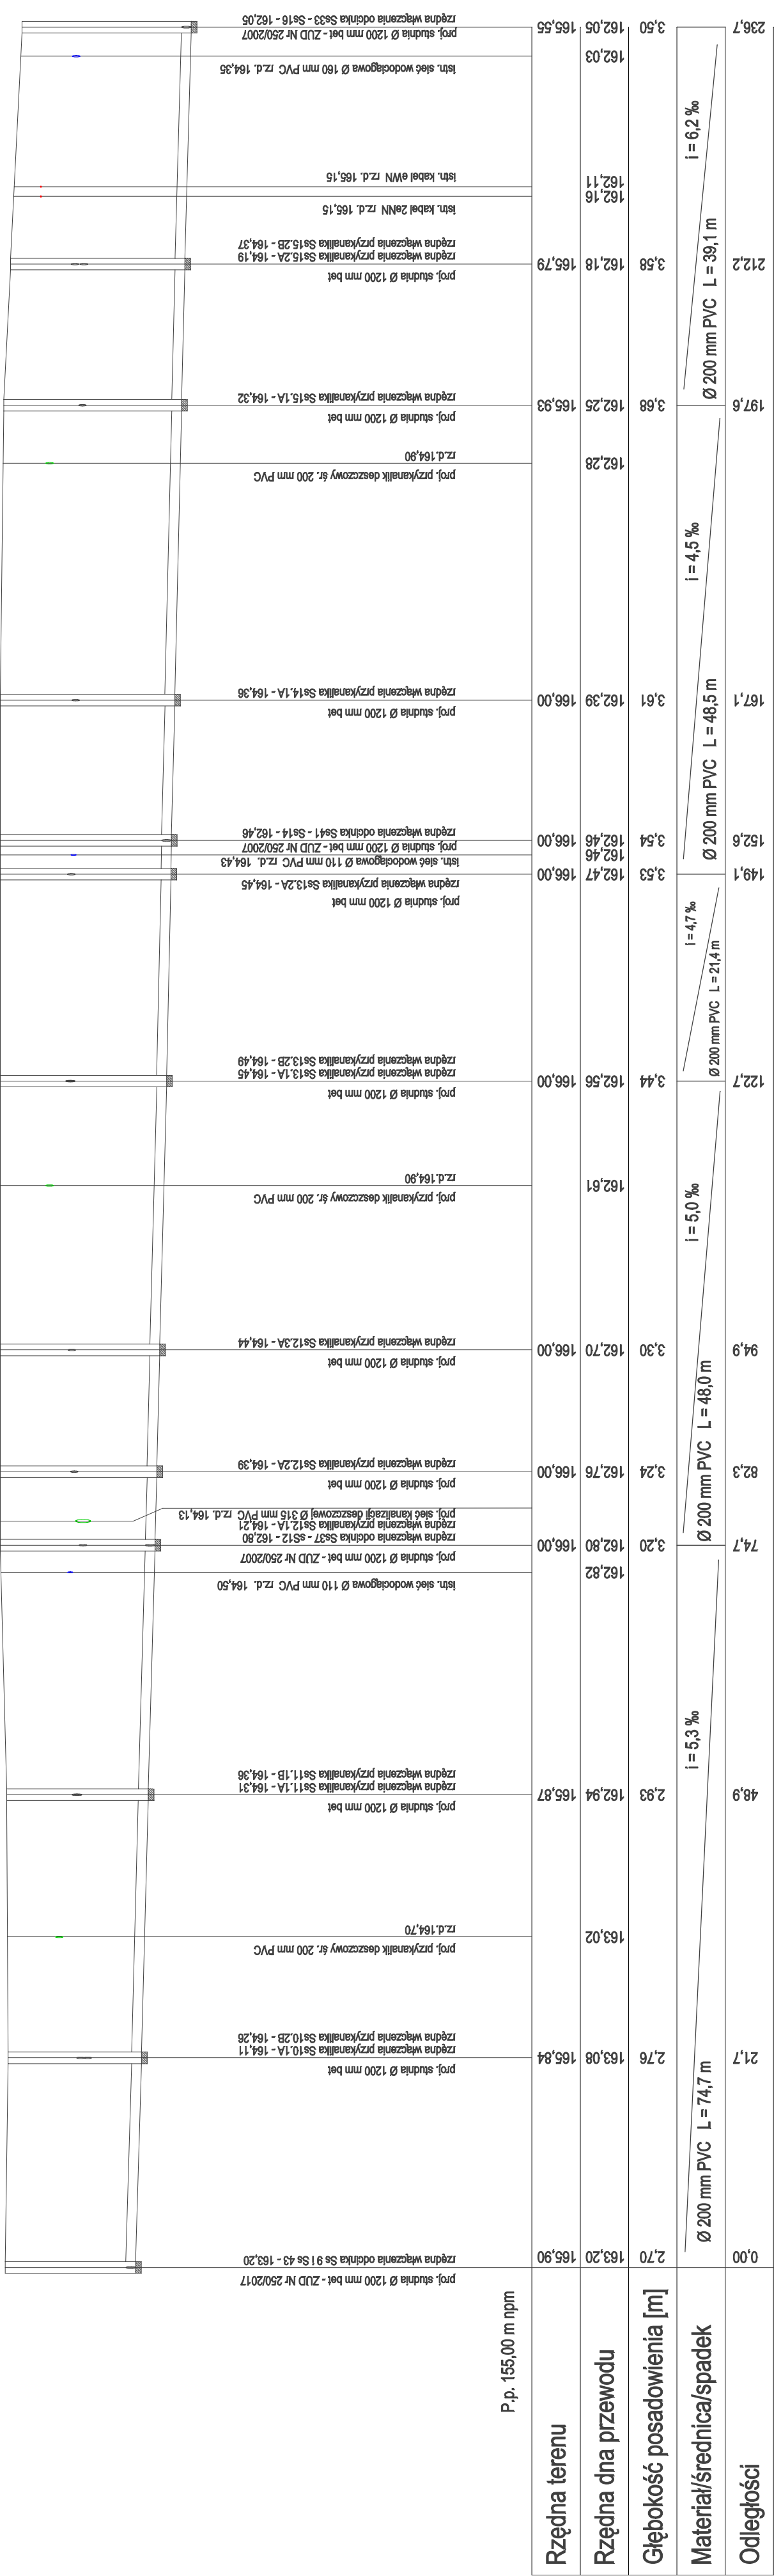 P.p. 155,00 m npm
proj. studnia Ø 1200 mm bet - ZUD Nr 250/2017
rzędna włączenia odcinka Ss 9 i Ss 43 - 163,20
proj. studnia Ø 1200 mm bet
rzędna włączenia przykanalika Ss10.1A - 164,11
rzędna włączenia przykanalika Ss10.2B - 164,26
proj. przykanalik deszczowy śr. 200 mm PVC
rz.d.164,70
proj. studnia Ø 1200 mm bet
rzędna włączenia przykanalika Ss11.1A - 164,31
rzędna włączenia przykanalika Ss11.1B - 164,36
istn. sieć wodociągowa Ø 110 mm PVC rz.d. 164,50
proj. studnia Ø 1200 mm bet - ZUD Nr 250/2007
rzędna włączenia odcinka Ss37 - sS12 - 162,80
rzędna włączenia przykanalika Ss12.1A - 164,21
proj. sieć kanalizacji deszczowej Ø 315 mm PVC rz.d. 164,13
proj. studnia Ø 1200 mm bet
rzędna włączenia przykanalika Ss12.2A - 164,39
proj. studnia Ø 1200 mm bet
rzędna włączenia przykanalika Ss12.3A - 164,44
proj. przykanalik deszczowy śr. 200 mm PVC
rz.d.164,90
proj. studnia Ø 1200 mm bet
rzędna włączenia przykanalika Ss13.1A - 164,45
rzędna włączenia przykanalika Ss13.2B - 164,49
proj. studnia Ø 1200 mm bet
rzędna włączenia przykanalika Ss13.2A - 164,45
istn. sieć wodociągowa Ø 110 mm PVC rz.d. 164,43
proj. studnia Ø 1200 mm bet - ZUD Nr 250/2007
rzędna włączenia odcinka Ss41 - Ss14 - 162,46
proj. studnia Ø 1200 mm bet
rzędna włączenia przykanalika Ss14.1A - 164,36
proj. przykanalik deszczowy śr. 200 mm PVC
rz.d.164,90
proj. studnia Ø 1200 mm bet
rzędna włączenia przykanalika Ss15.1A - 164,32
proj. studnia Ø 1200 mm bet
rzędna włączenia przykanalika Ss15.2A - 164,19
rzędna włączenia przykanalika Ss15.2B - 164,37
istn. kabel 2eNN rz.d. 165,15
istn. kabel eWN rz.d. 165,15
istn. sieć wodociągowa Ø 160 mm PVC rz.d. 164,35
proj. studnia Ø 1200 mm bet - ZUD Nr 250/2007
rzędna włączenia odcinka Ss33 - Ss16 - 162,05
Rzędna terenu
165,90 165,84 165,87 166,00 166,00 166,00 166,00 166,00 166,00 166,00 165,93 165,79 165,55
Rzędna dna przewodu
163,20 163,08 163,02 162,94 162,82 162,80 162,76 162,70 162,61 162,56 162,47 162,46 162,46 162,39 162,28 162,25 162,18 162,16 162,11 162,03 162,05
Głębokość posadowienia [m]
2,70 2,76 2,93 3,20 3,24 3,30 3,44 3,53 3,54 3,61 3,68 3,58 3,50
Materiał/średnica/spadek
Ø 200 mm PVC L = 74,7 m
i = 5,3 ‰
Ø 200 mm PVC L = 48,0 m
i = 5,0 ‰
Ø 200 mm PVC L = 21,4 m
i = 4,7 ‰
Ø 200 mm PVC L = 48,5 m
i = 4,5 ‰
Ø 200 mm PVC L = 39,1 m
i = 6,2 ‰
Odległości
0,00 21,7 48,9 74,7 82,3 94,9 122,7 149,1 152,6 167,1 197,6 212,2 236,7